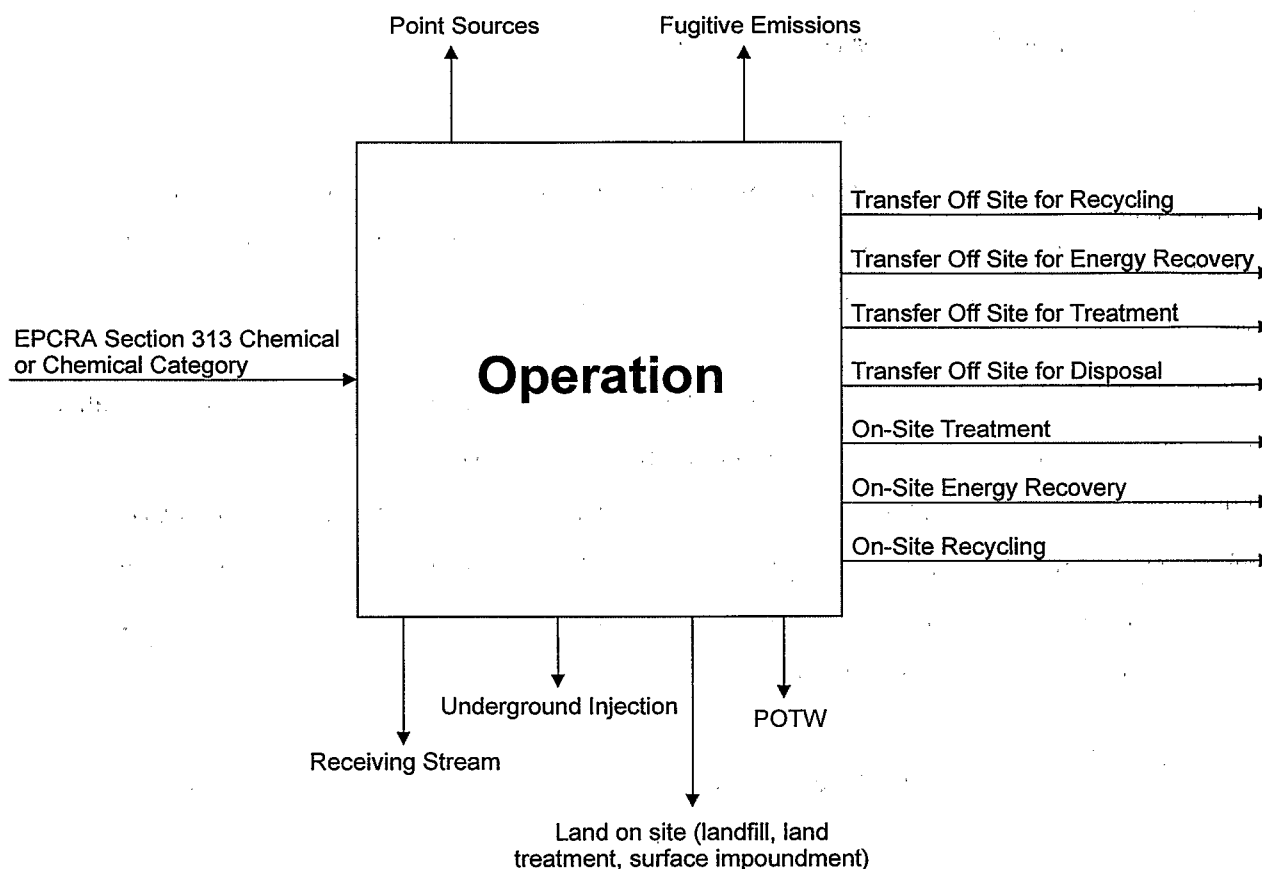 Point Sources
Fugitive Emissions
Transfer Off Site for Recycling
Transfer Off Site for Energy Recovery
EPCRA Section 313 Chemical
or Chemical Category
Transfer Off Site for Treatment
Operation
Transfer Off Site for Disposal
On-Site Treatment
On-Site Energy Recovery
On-Site Recycling
Underground Injection
POTW
Receiving Stream
Land on site (landfill, land
treatment, surface impoundment)